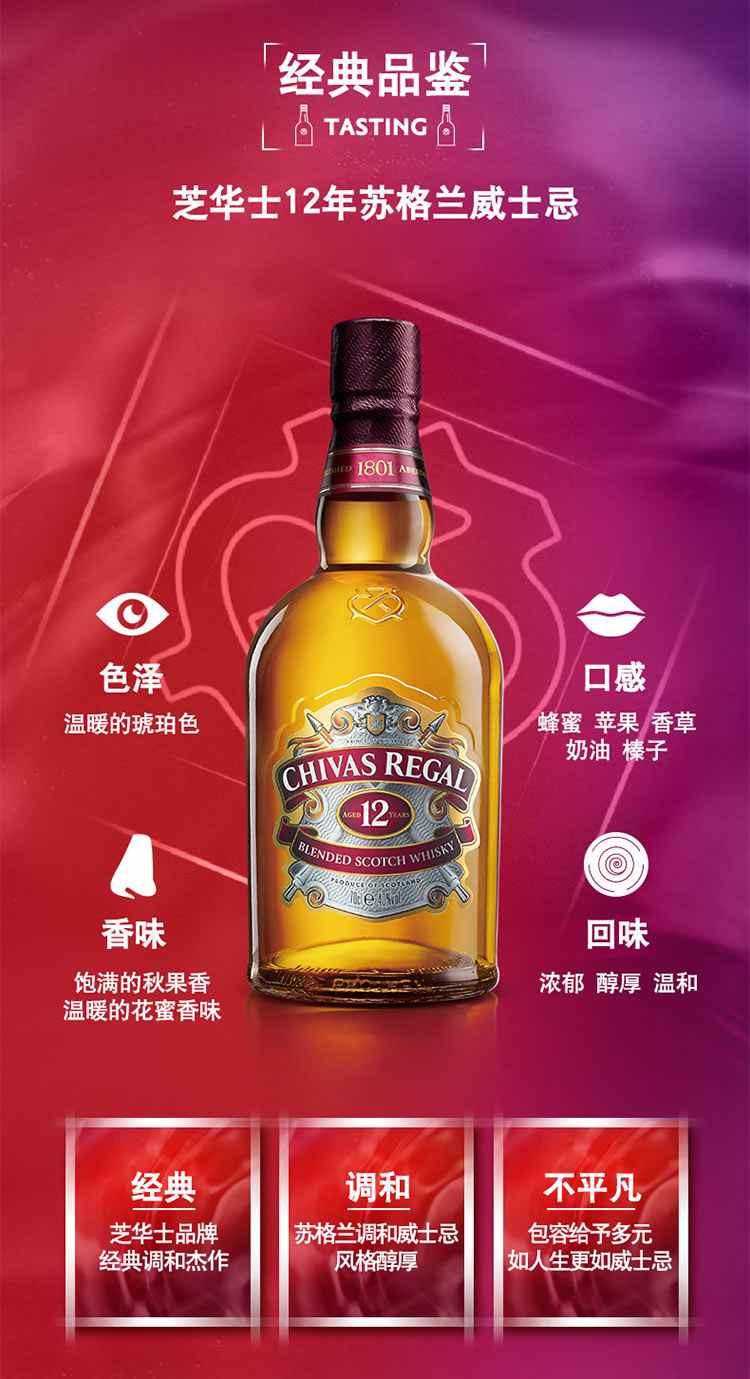 经典品鉴
TASTING
芝华士12年苏格兰威士忌
1801
色泽
温暖的琥珀色
口感
蜂蜜 苹果 香草
奶油 榛子
CHIVAS REGAL
AGED 12 YEARS
BLENDED SCOTCH WHISKY
PRODUCE OF SCOTLAND
香味
饱满的秋果香
温暖的花蜜香味
回味
浓郁 醇厚 温和
经典
芝华士品牌
经典调和杰作
调和
苏格兰调和威士忌
风格醇厚
不平凡
包容给予多元
如人生更如威士忌